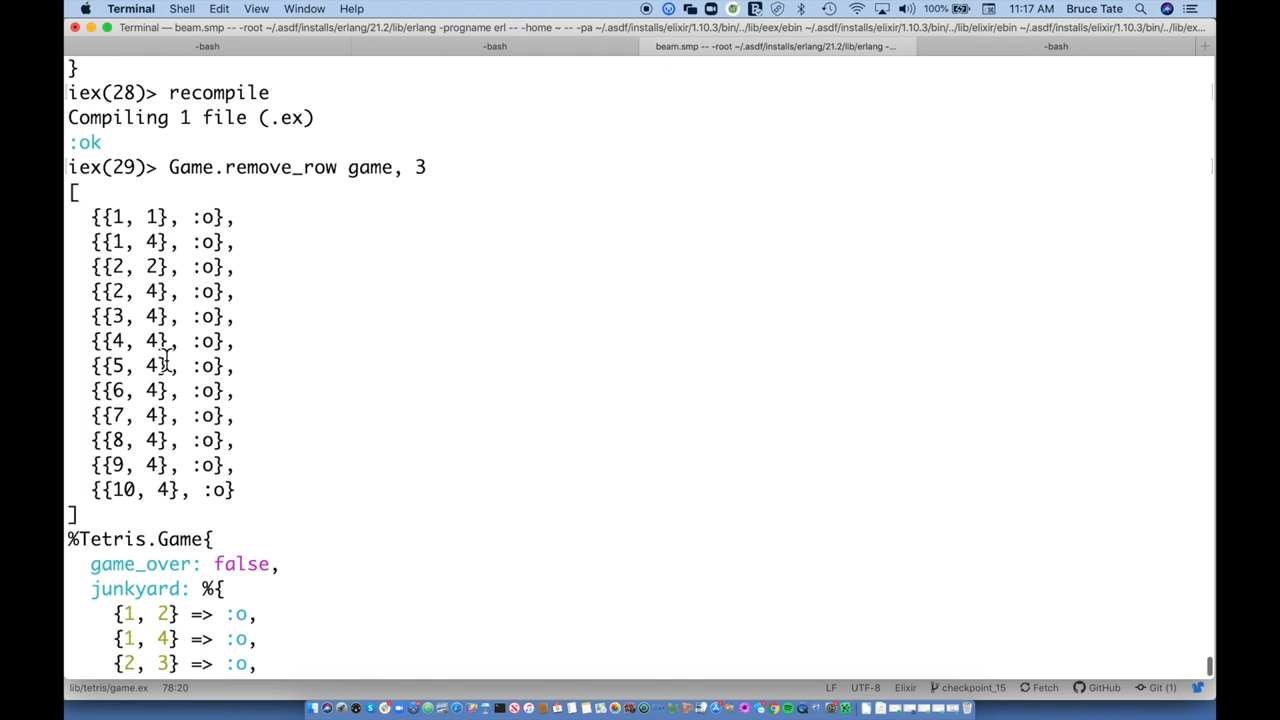 Terminal Shell Edit View Window Help 100% Tue 11:17 AM Bruce Tate
Terminal — beam.smp -- -root ~/.asdf/installs/erlang/21.2/lib/erlang -progname erl -- -home ~ -- -pa ~/.asdf/installs/elixir/1.10.3/bin/../lib/eex/ebin ~/.asdf/installs/elixir/1.10.3/bin/../lib/elixir/ebin ~/.asdf/installs/elixir/1.10.3/bin/../lib/ex...
-bash -bash beam.smp -- -root ~/.asdf/installs/erlang/21.2/lib/erlang -... -bash +
}
iex(28)> recompile
Compiling 1 file (.ex)
:ok
iex(29)> Game.remove_row game, 3
[
{{1, 1}, :o},
{{1, 4}, :o},
{{2, 2}, :o},
{{2, 4}, :o},
{{3, 4}, :o},
{{4, 4}, :o},
{{5, 4}, :o},
{{6, 4}, :o},
{{7, 4}, :o},
{{8, 4}, :o},
{{9, 4}, :o},
{{10, 4}, :o}
]
%Tetris.Game{
game_over: false,
junkyard: %{
{1, 2} => :o,
{1, 4} => :o,
{2, 3} => :o,
lib/tetris/game.ex 78:20 LF UTF-8 Elixir checkpoint_15 Fetch GitHub Git (1)